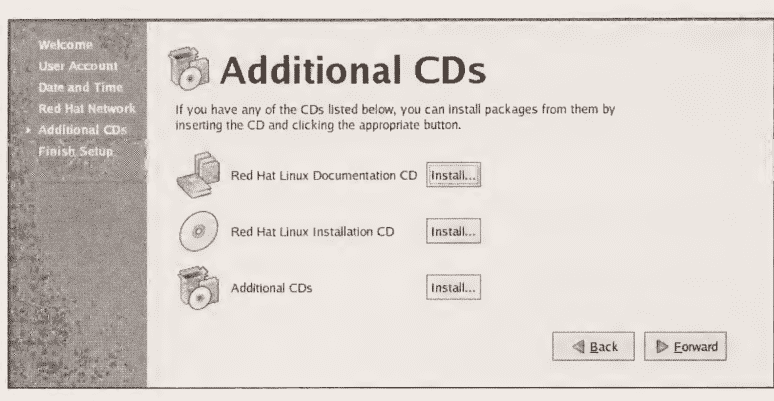 Welcome
User Account
Date and Time
Red Hat Network
Additional CDs
Finish Setup
Additional CDs
If you have any of the CDs listed below, you can install packages from them by
inserting the CD and clicking the appropriate button.
Red Hat Linux Documentation CD Install...
Red Hat Linux Installation CD Install...
Additional CDs Install...
Back Forward